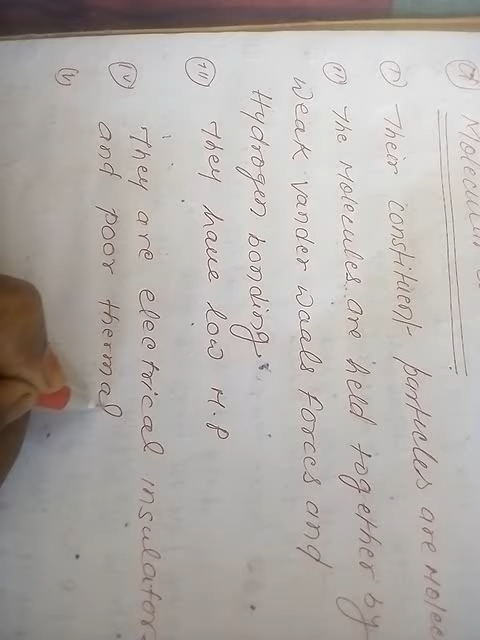 (A) Molecular
(i) Their constituent particles are Molec
(ii) The Molecules are held together by
weak vander waals forces and
Hydrogen bonding.
(iii) They have low M.P
(iv) They are electrical insulator
and poor thermal
(v)